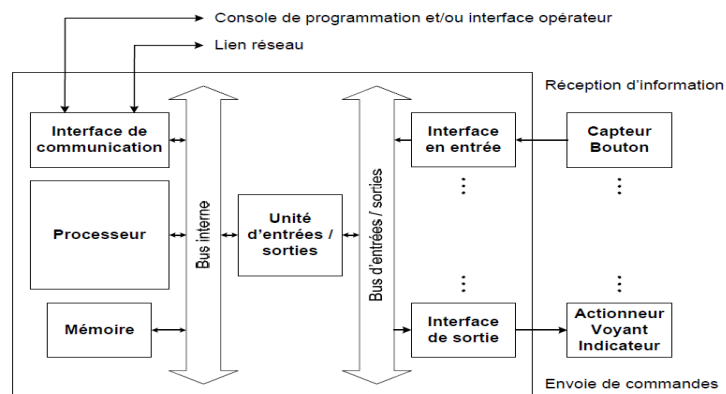 Console de programmation et/ou interface opérateur
Lien réseau
Réception d'information
Interface de
communication
Interface
en entrée
Capteur
Bouton
...
...
Processeur
Bus interne
Unité
d'entrées /
sorties
Bus d'entrées / sorties
...
...
Mémoire
Interface
de sortie
Actionneur
Voyant
Indicateur
Envoie de commandes